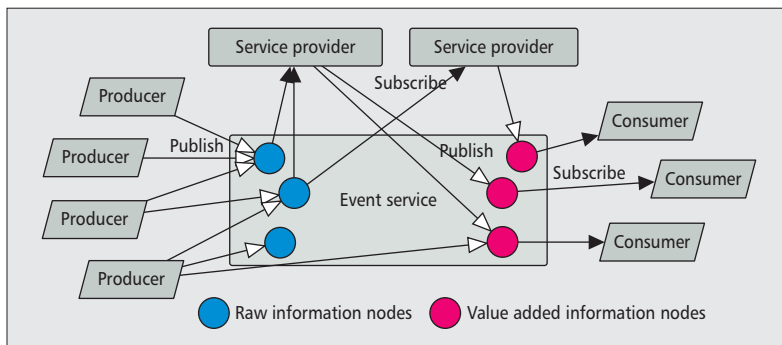 Service provider
Service provider
Subscribe
Producer
Publish
Consumer
Producer
Publish
Subscribe
Consumer
Producer
Event service
Consumer
Producer
Raw information nodes
Value added information nodes